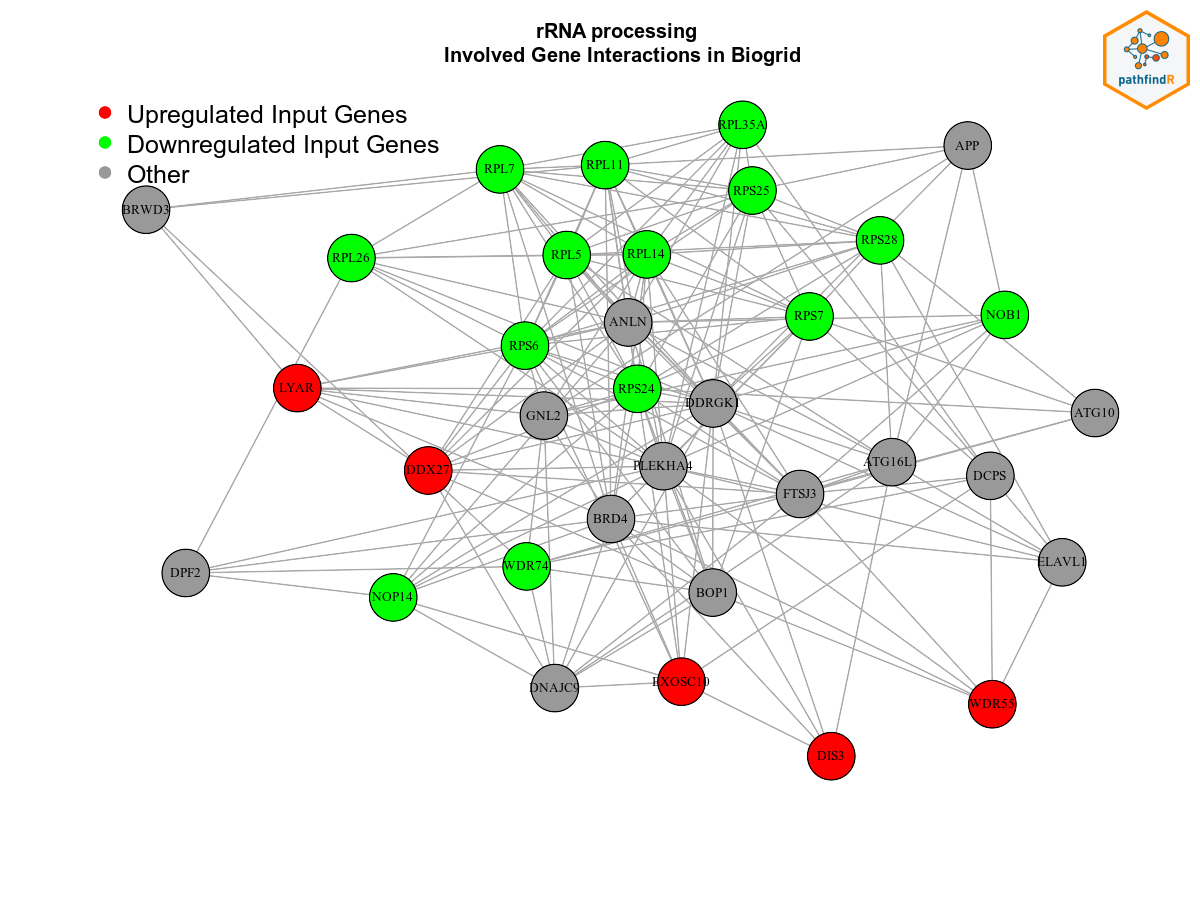 rRNA processing
Involved Gene Interactions in Biogrid
pathfindR
Upregulated Input Genes
Downregulated Input Genes
Other
RPL35A
APP
RPL11
RPL7
RPS25
BRWD3
RPS28
RPL14
RPL5
RPL26
NOB1
RPS7
ANLN
RPS6
LYAR
RPS24
DDRGK1
ATG10
GNL2
ATG16L
PLEKHA4
DDX27
DCPS
FTSJ3
BRD4
ELAVL1
WDR74
DPF2
BOP1
NOP14
EXOSC10
DNAJC9
WDR55
DIS3